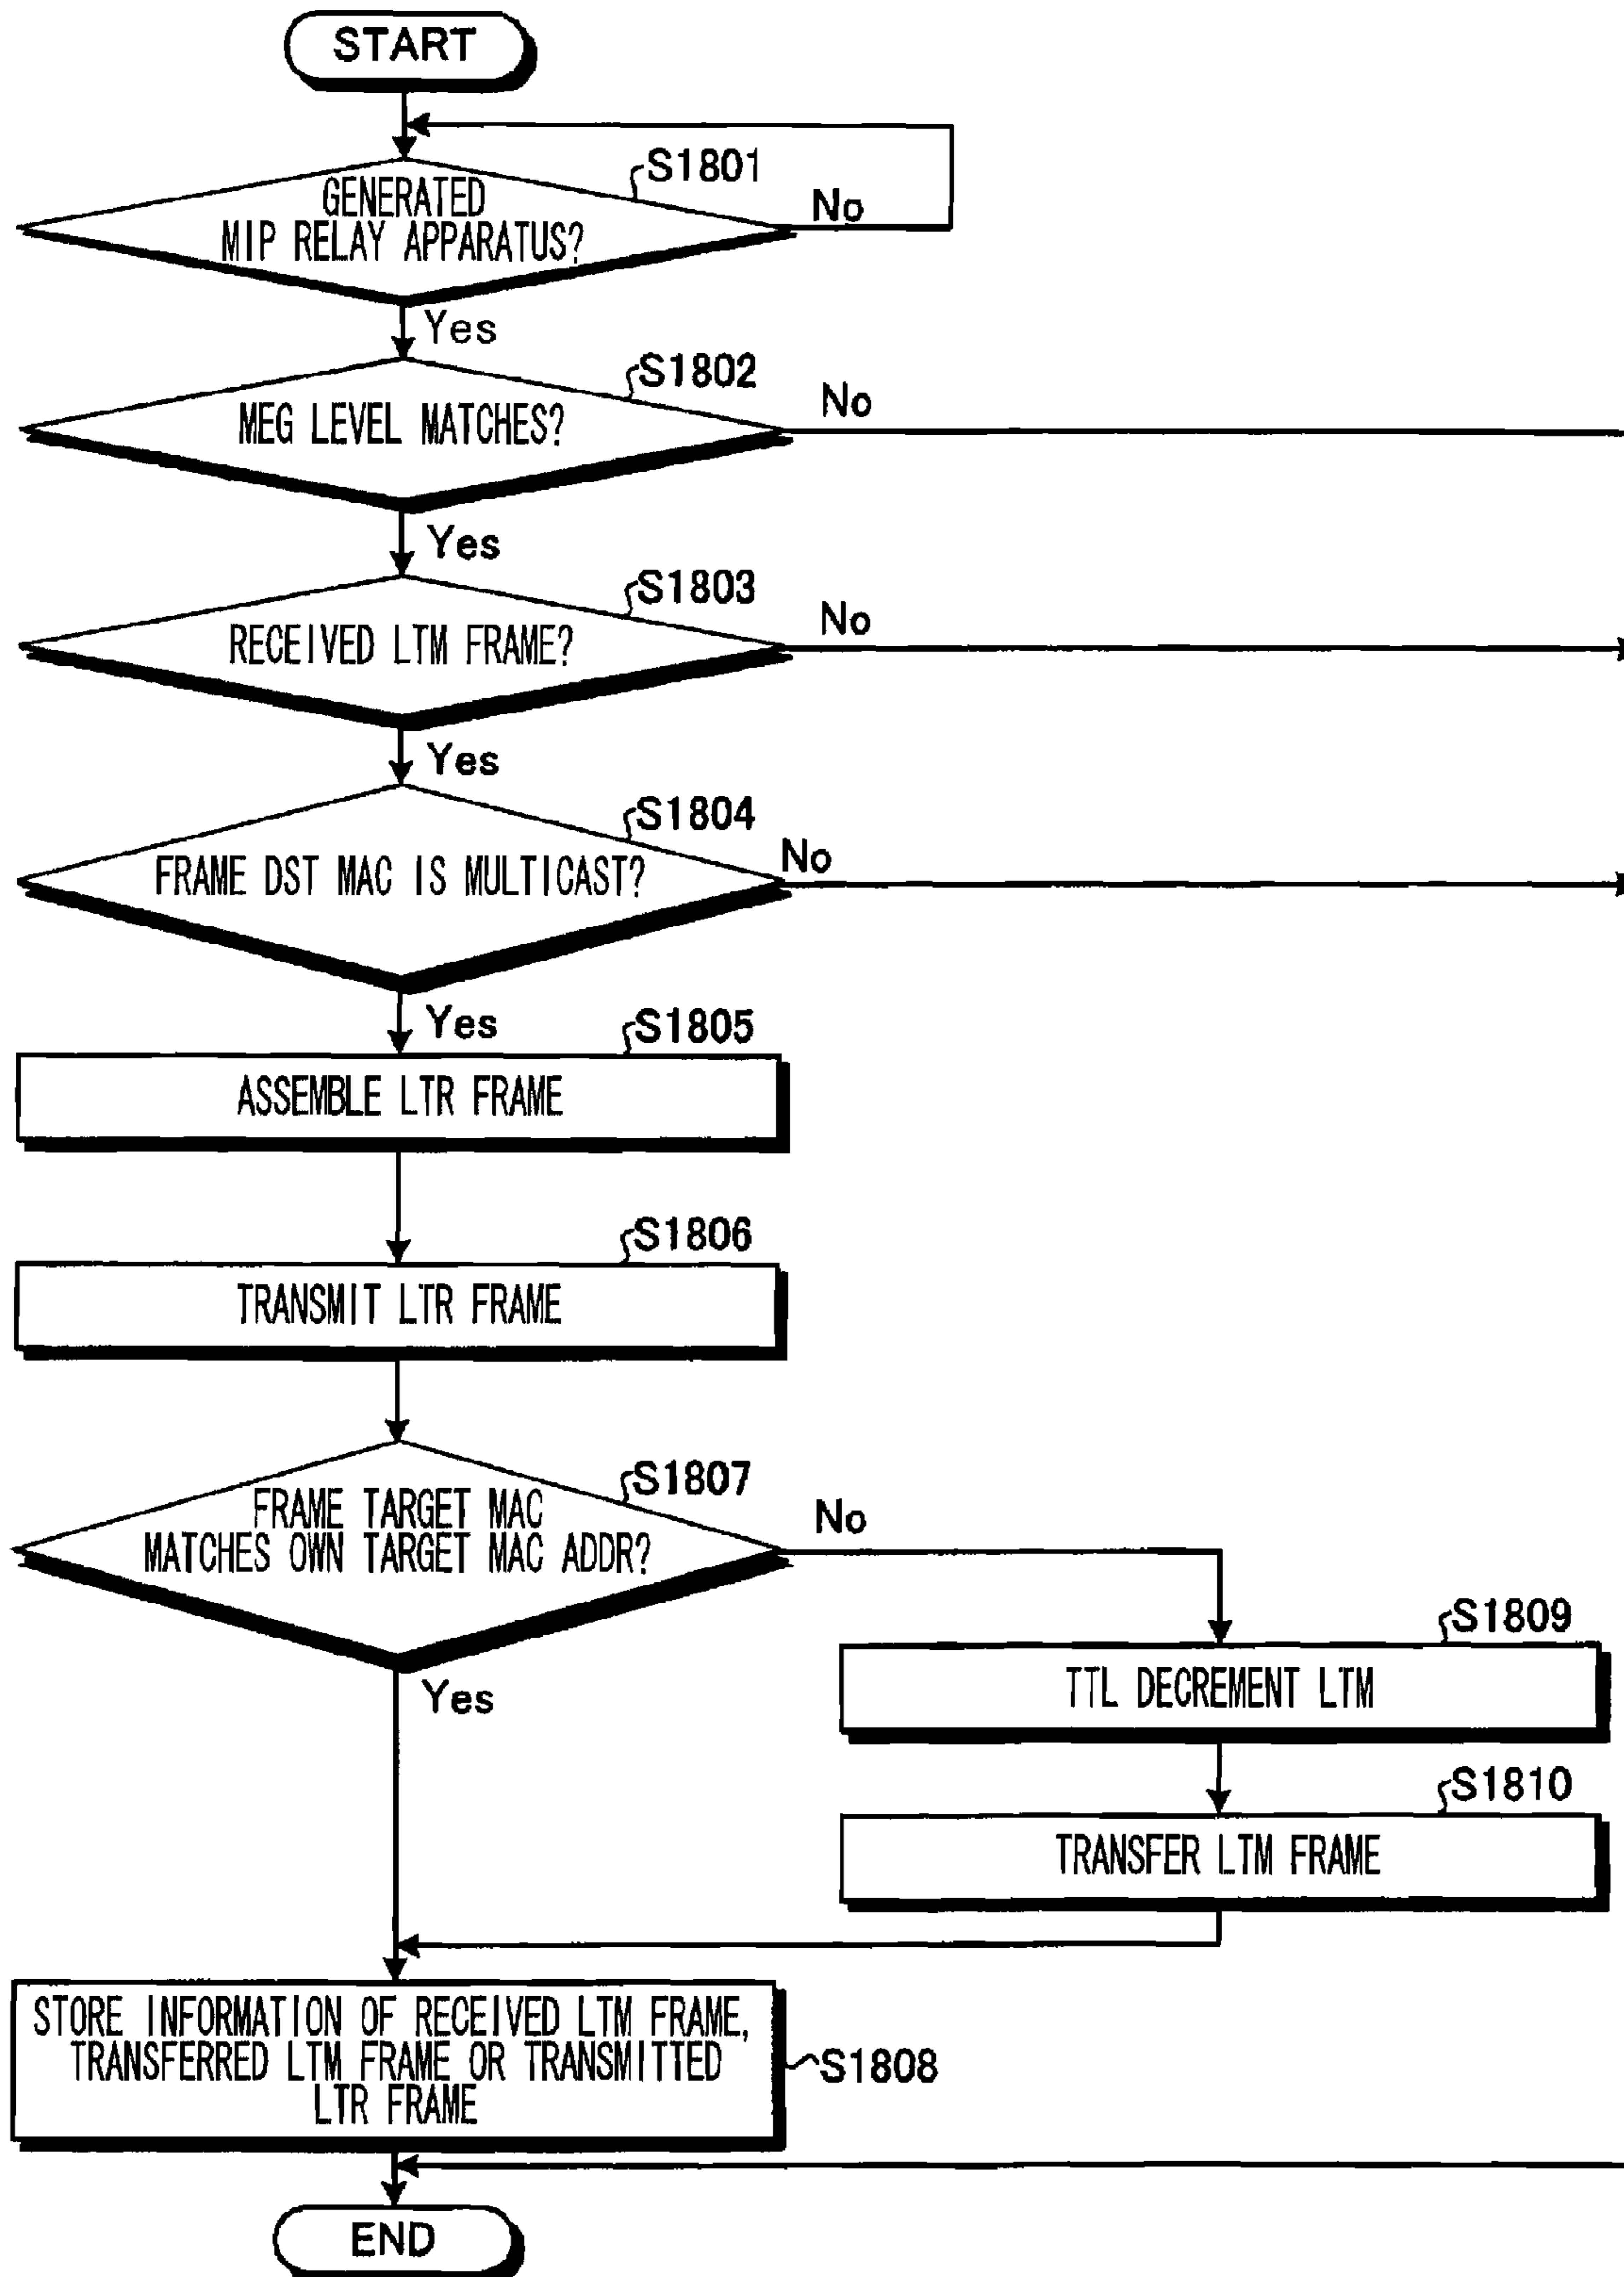 START
S1801
GENERATED
MIP RELAY APPARATUS?
No
Yes
S1802
MEG LEVEL MATCHES?
No
Yes
S1803
RECEIVED LTM FRAME?
No
Yes
S1804
FRAME DST MAC IS MULTICAST?
No
Yes
S1805
ASSEMBLE LTR FRAME
S1806
TRANSMIT LTR FRAME
S1807
FRAME TARGET MAC
MATCHES OWN TARGET MAC ADDR?
No
Yes
S1809
TTL DECREMENT LTM
S1810
TRANSFER LTM FRAME
STORE INFORMATION OF RECEIVED LTM FRAME,
TRANSFERRED LTM FRAME OR TRANSMITTED
LTR FRAME
S1808
END